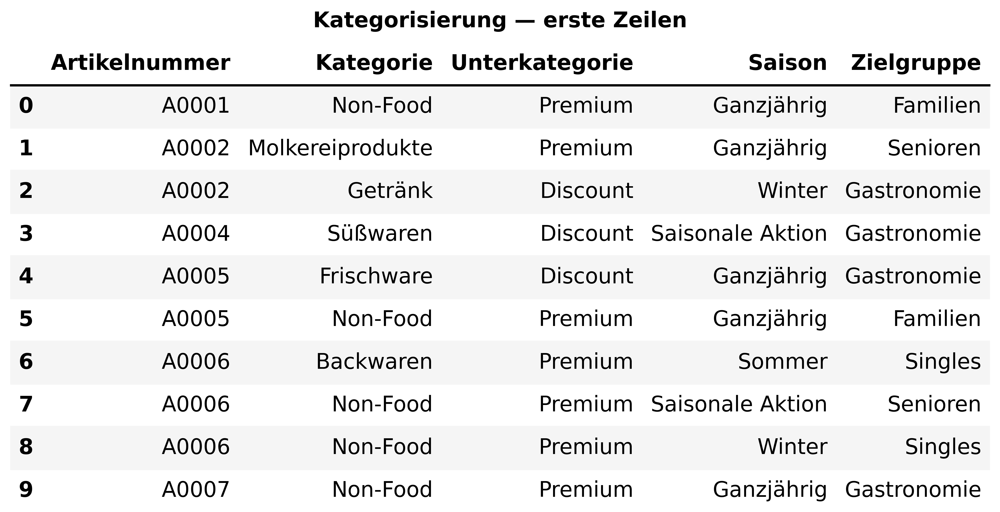 Kategorisierung — erste Zeilen
Artikelnummer Kategorie Unterkategorie Saison Zielgruppe
0 A0001 Non-Food Premium Ganzjährig Familien
1 A0002 Molkereiprodukte Premium Ganzjährig Senioren
2 A0002 Getränk Discount Winter Gastronomie
3 A0004 Süßwaren Discount Saisonale Aktion Gastronomie
4 A0005 Frischware Discount Ganzjährig Gastronomie
5 A0005 Non-Food Premium Ganzjährig Familien
6 A0006 Backwaren Premium Sommer Singles
7 A0006 Non-Food Premium Saisonale Aktion Senioren
8 A0006 Non-Food Premium Winter Singles
9 A0007 Non-Food Premium Ganzjährig Gastronomie